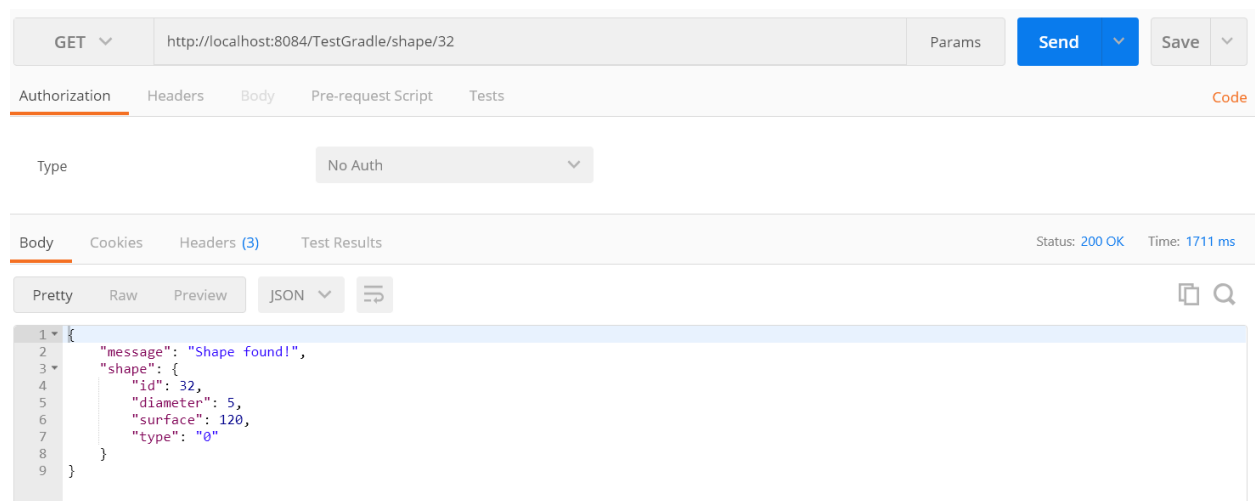 GET http://localhost:8084/TestGradle/shape/32 Params Send Save
Authorization Headers Body Pre-request Script Tests Code
Type No Auth
Body Cookies Headers (3) Test Results Status: 200 OK Time: 1711 ms
Pretty Raw Preview JSON
1 {
2 "message": "Shape found!",
3 "shape": {
4 "id": 32,
5 "diameter": 5,
6 "surface": 120,
7 "type": "0"
8 }
9 }